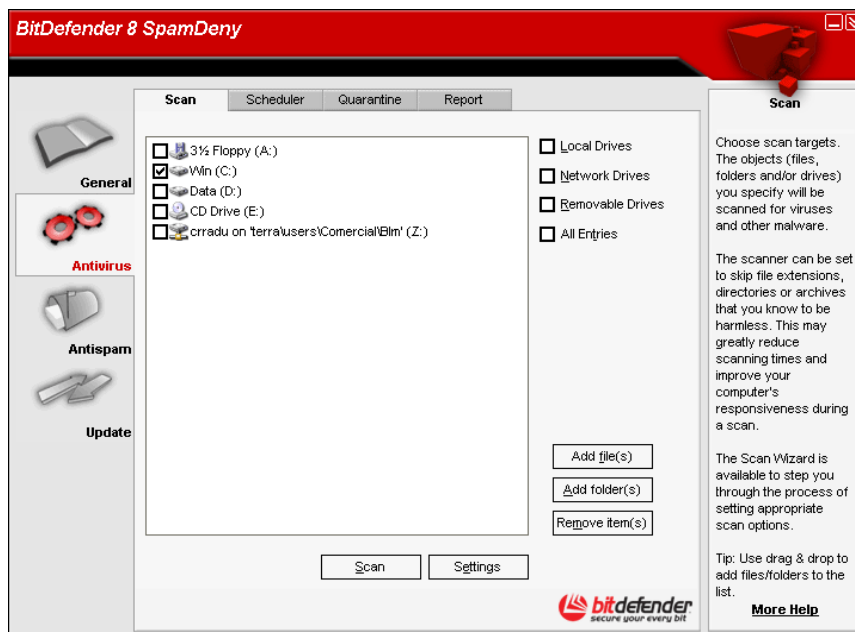 BitDefender 8 SpamDeny
General
Antivirus
Antispam
Update
Scan
Scheduler
Quarantine
Report
3½ Floppy (A:)
Win (C:)
Data (D:)
CD Drive (E:)
crradu on 'terra\users\Comercial\Blm' (Z:)
Local Drives
Network Drives
Removable Drives
All Entries
Add file(s)
Add folder(s)
Remove item(s)
Scan
Settings
bitdefender
secure your every bit
Scan
Choose scan targets.
The objects (files,
folders and/or drives)
you specify will be
scanned for viruses
and other malware.
The scanner can be set
to skip file extensions,
directories or archives
that you know to be
harmless. This may
greatly reduce
scanning times and
improve your
computer's
responsiveness during
a scan.
The Scan Wizard is
available to step you
through the process of
setting appropriate
scan options.
Tip: Use drag & drop to
add files/folders to the
list.
More Help